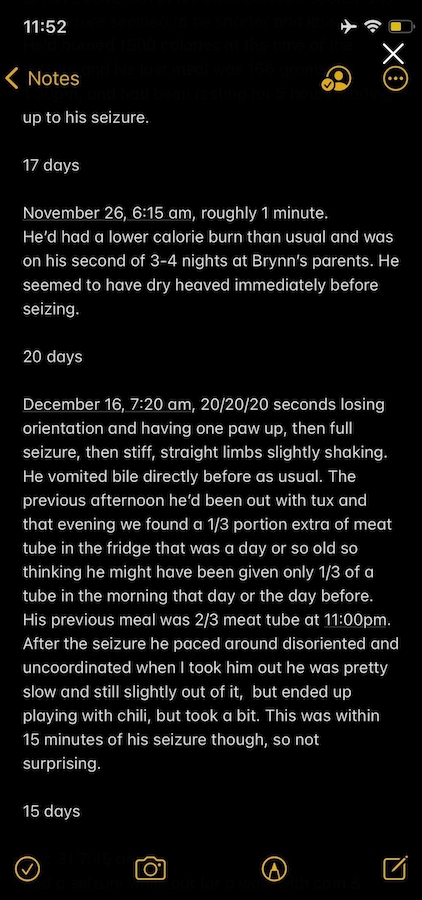 11:52
Notes
up to his seizure.
17 days
November 26, 6:15 am, roughly 1 minute.
He’d had a lower calorie burn than usual and was
on his second of 3-4 nights at Brynn’s parents. He
seemed to have dry heaved immediately before
seizing.
20 days
December 16, 7:20 am, 20/20/20 seconds losing
orientation and having one paw up, then full
seizure, then stiff, straight limbs slightly shaking.
He vomited bile directly before as usual. The
previous afternoon he’d been out with tux and
that evening we found a 1/3 portion extra of meat
tube in the fridge that was a day or so old so
thinking he might have been given only 1/3 of a
tube in the morning that day or the day before.
His previous meal was 2/3 meat tube at 11:00pm.
After the seizure he paced around disoriented and
uncoordinated when I took him out he was pretty
slow and still slightly out of it,  but ended up
playing with chili, but took a bit. This was within
15 minutes of his seizure though, so not
surprising.
15 days